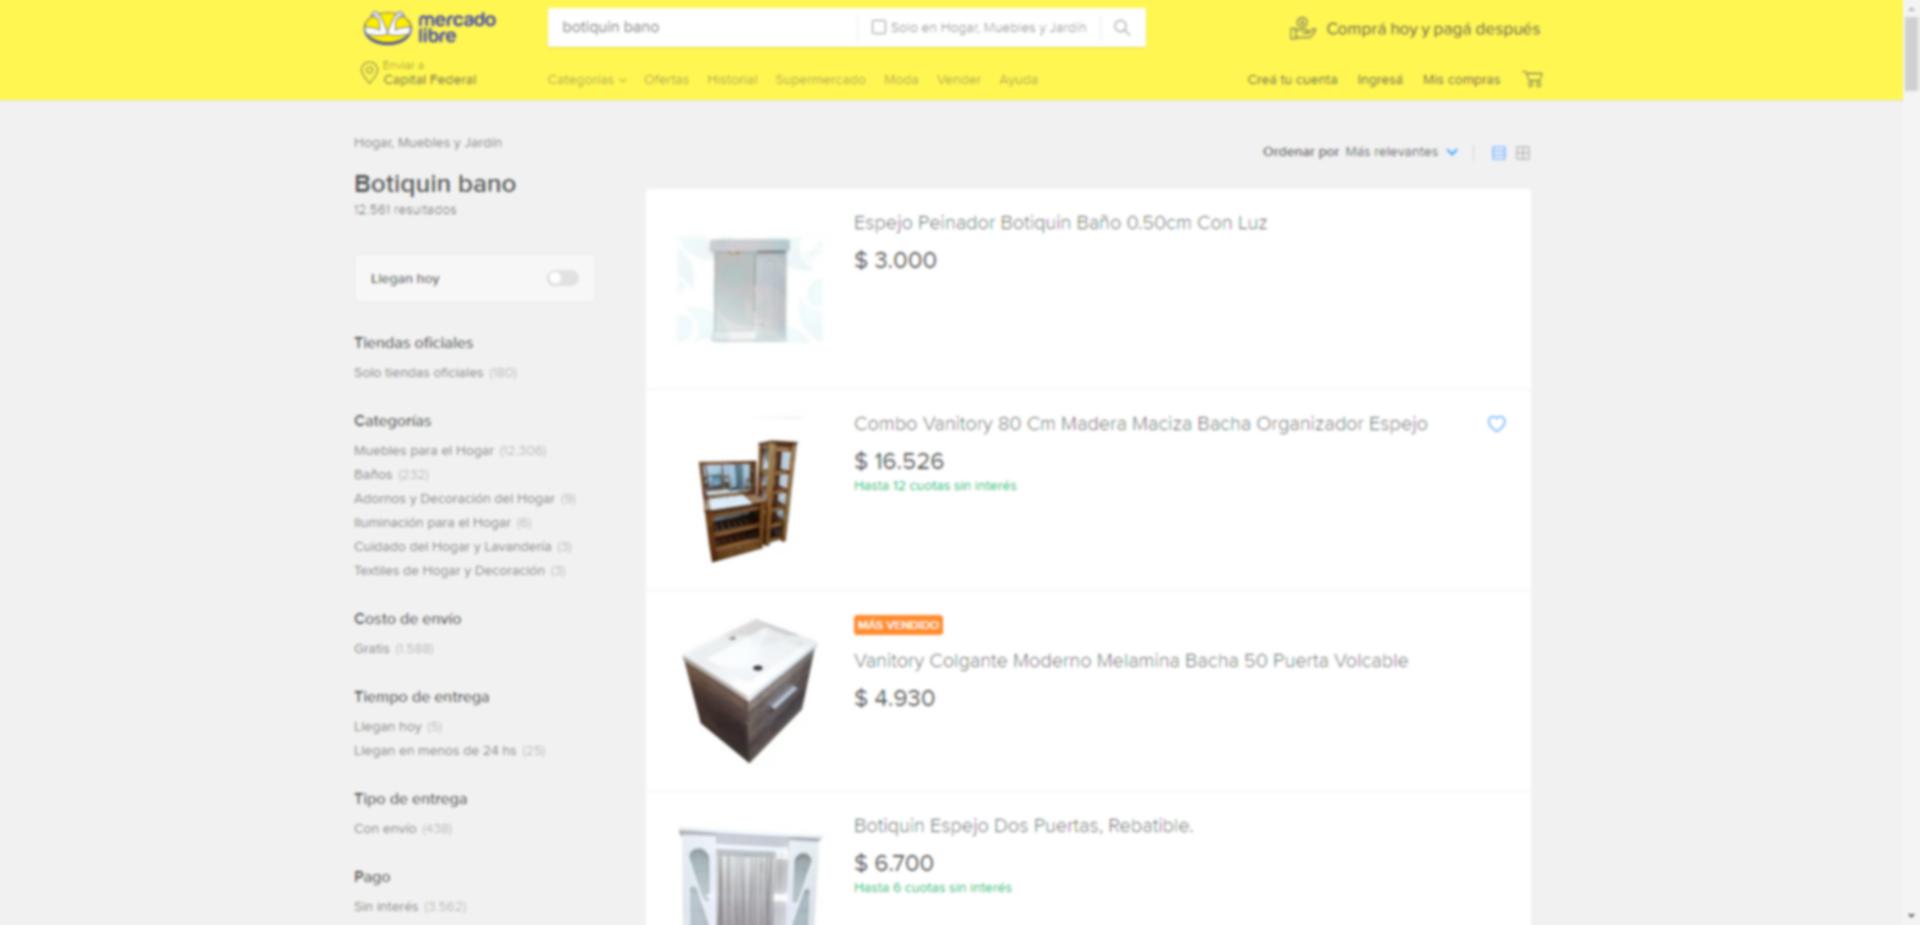 mercado
libre
botiquin bano
Solo en Hogar, Muebles y Jardín
Comprá hoy y pagá después
Enviar a
Capital Federal
Categorías
Ofertas
Historial
Supermercado
Moda
Vender
Ayuda
Creá tu cuenta
Ingresá
Mis compras
Hogar, Muebles y Jardín
Botiquin bano
12.561 resultados
Ordenar por Más relevantes
Llegan hoy
Tiendas oficiales
Solo tiendas oficiales (180)
Categorías
Muebles para el Hogar (12.306)
Baños (232)
Adornos y Decoración del Hogar (9)
Iluminación para el Hogar (6)
Cuidado del Hogar y Lavandería (3)
Textiles de Hogar y Decoración (3)
Costo de envío
Gratis (1.588)
Tiempo de entrega
Llegan hoy (5)
Llegan en menos de 24 hs (25)
Tipo de entrega
Con envío (438)
Pago
Sin interés (3.562)
Espejo Peinador Botiquin Baño 0.50cm Con Luz
$ 3.000
Combo Vanitory 80 Cm Madera Maciza Bacha Organizador Espejo
$ 16.526
Hasta 12 cuotas sin interés
MÁS VENDIDO
Vanitory Colgante Moderno Melamina Bacha 50 Puerta Volcable
$ 4.930
Botiquin Espejo Dos Puertas, Rebatible.
$ 6.700
Hasta 6 cuotas sin interés